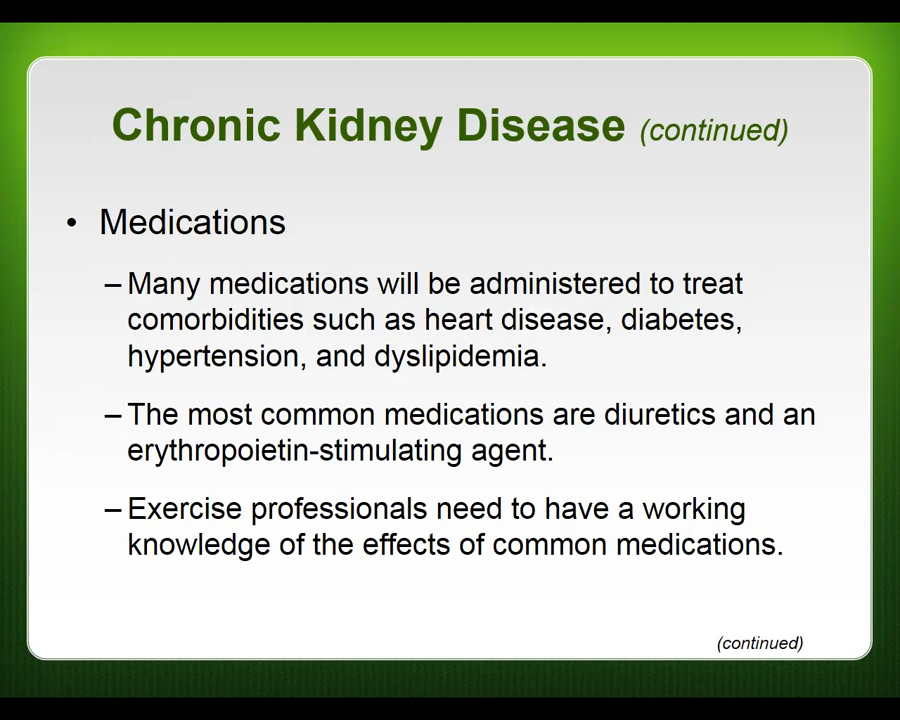 Chronic Kidney Disease (continued)
• Medications
– Many medications will be administered to treat
comorbidities such as heart disease, diabetes,
hypertension, and dyslipidemia.
– The most common medications are diuretics and an
erythropoietin-stimulating agent.
– Exercise professionals need to have a working
knowledge of the effects of common medications.
(continued)